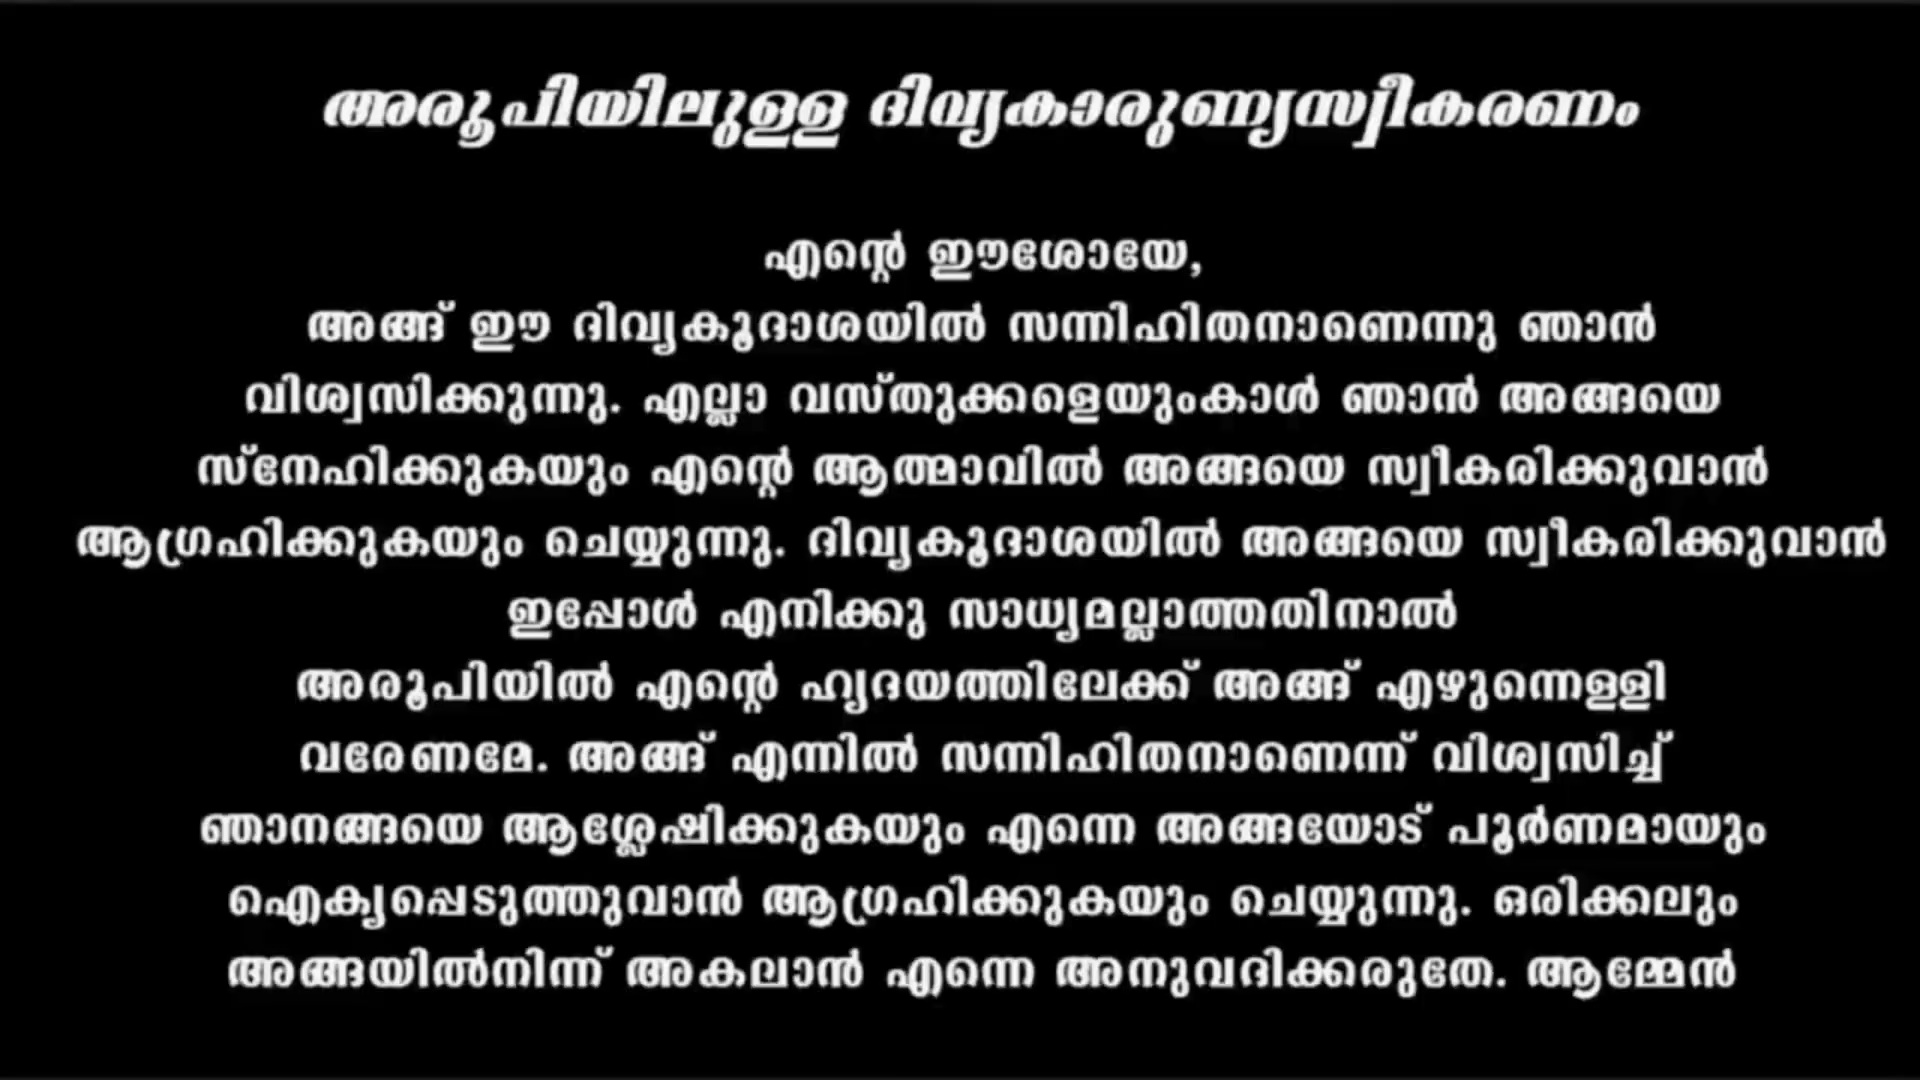 അരൂപിയിലുള്ള ദിവ്യകാരുണ്യസ്വീകരണം
എന്റെ ഈശോയേ,
അങ്ങ് ഈ ദിവ്യകൂദാശയിൽ സന്നിഹിതനാണെന്നു ഞാൻ
വിശ്വസിക്കുന്നു. എല്ലാ വസ്തുക്കളെയുംകാൾ ഞാൻ അങ്ങയെ
സ്നേഹിക്കുകയും എന്റെ ആത്മാവിൽ അങ്ങയെ സ്വീകരിക്കുവാൻ
ആഗ്രഹിക്കുകയും ചെയ്യുന്നു. ദിവ്യകൂദാശയിൽ അങ്ങയെ സ്വീകരിക്കുവാൻ
ഇപ്പോൾ എനിക്കു സാധ്യമല്ലാത്തതിനാൽ
അരൂപിയിൽ എന്റെ ഹൃദയത്തിലേക്ക് അങ്ങ് എഴുന്നെള്ളി
വരേണമേ. അങ്ങ് എന്നിൽ സന്നിഹിതനാണെന്ന് വിശ്വസിച്ച്
ഞാനങ്ങയെ ആശ്ലേഷിക്കുകയും എന്നെ അങ്ങയോട് പൂർണമായും
ഐക്യപ്പെടുത്തുവാൻ ആഗ്രഹിക്കുകയും ചെയ്യുന്നു. ഒരിക്കലും
അങ്ങയിൽനിന്ന് അകലാൻ എന്നെ അനുവദിക്കരുതേ. ആമ്മേൻ